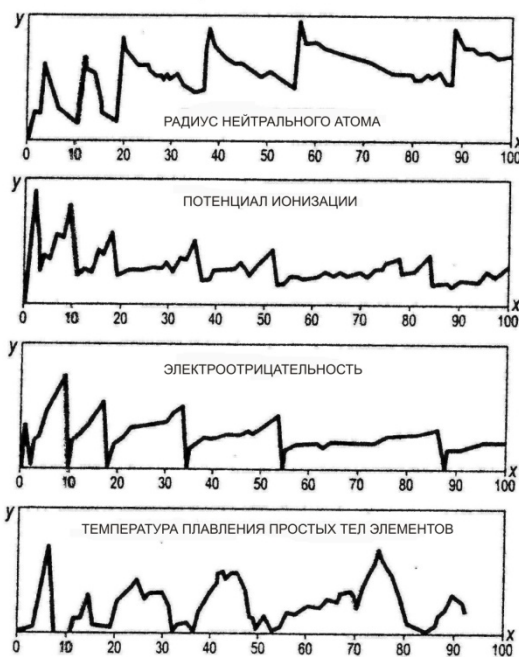 y
РАДИУС НЕЙТРАЛЬНОГО АТОМА
0 10 20 30 40 50 60 70 80 90 100 x
y
ПОТЕНЦИАЛ ИОНИЗАЦИИ
0 10 20 30 40 50 60 70 80 90 100 x
y
ЭЛЕКТРООТРИЦАТЕЛЬНОСТЬ
0 10 20 30 40 50 60 70 80 90 100 x
y
ТЕМПЕРАТУРА ПЛАВЛЕНИЯ ПРОСТЫХ ТЕЛ ЭЛЕМЕНТОВ
0 10 20 30 40 50 60 70 80 90 100 x